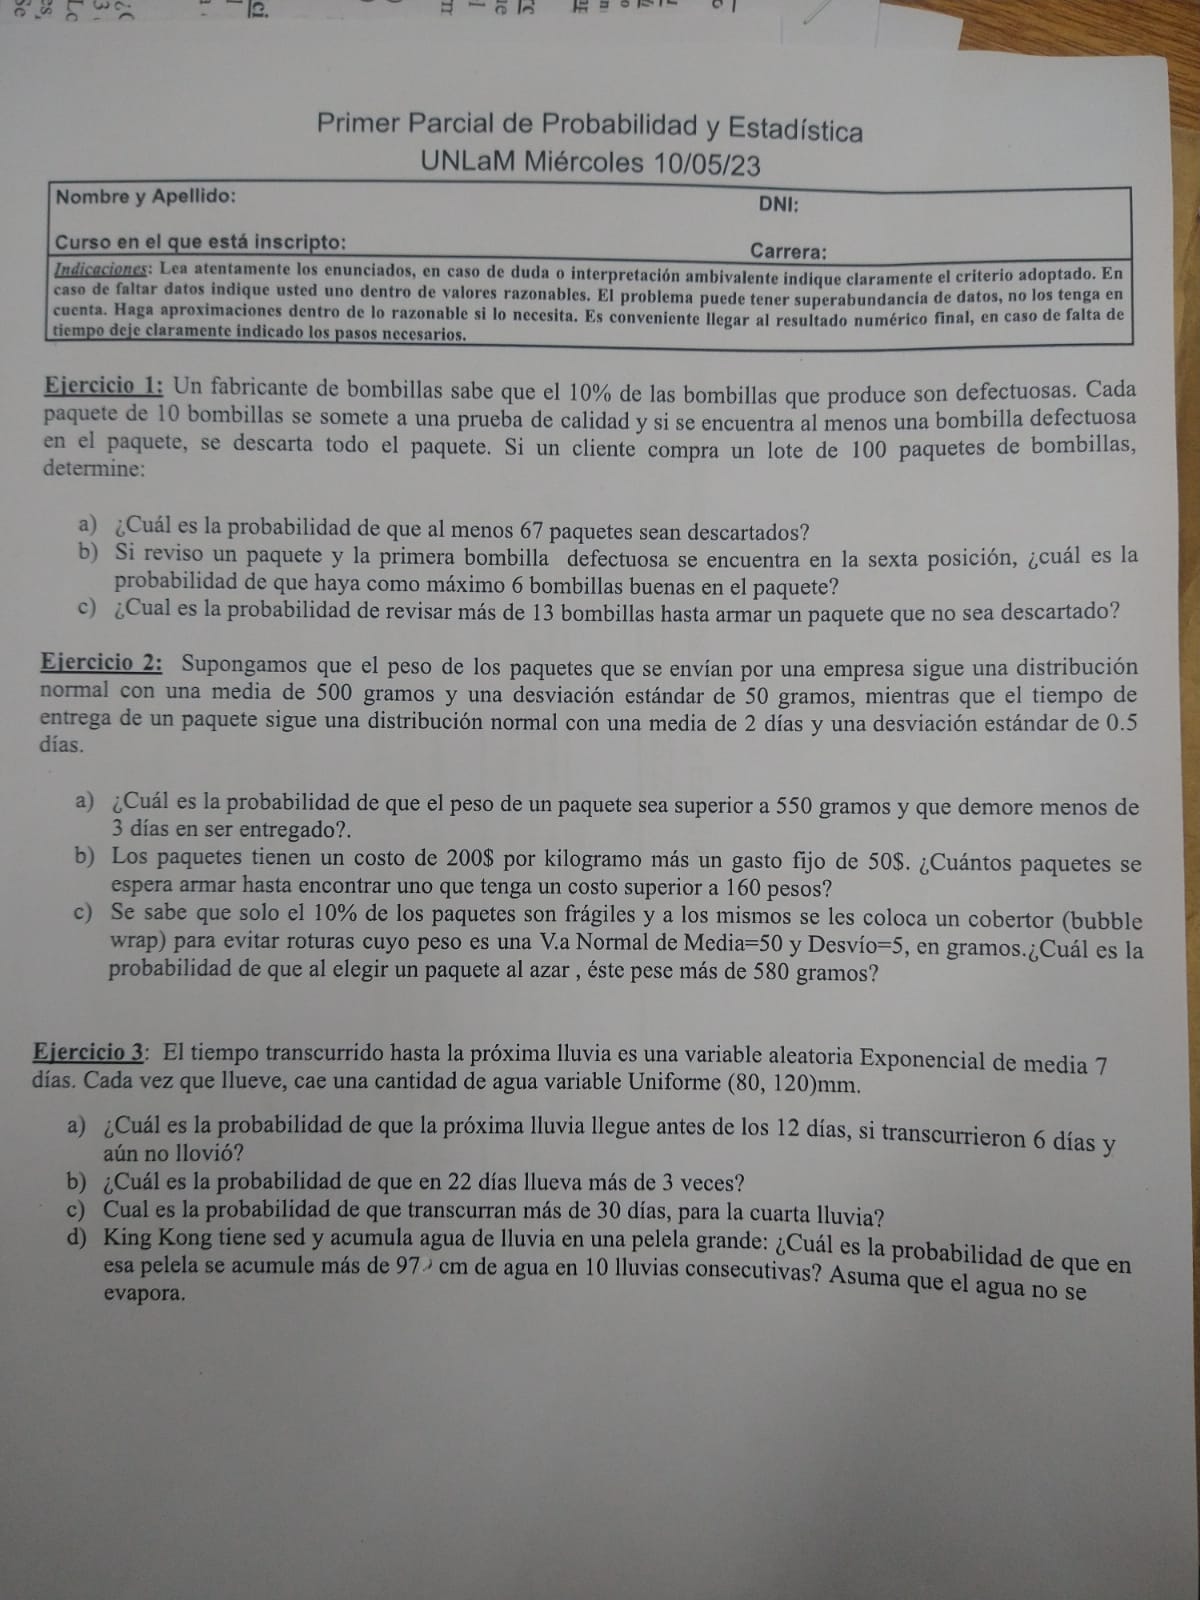 Primer Parcial de Probabilidad y Estadística
UNLaM Miércoles 10/05/23
Nombre y Apellido:
DNI:
Curso en el que está inscripto:
Carrera:
Indicaciones: Lea atentamente los enunciados, en caso de duda o interpretación ambivalente indique claramente el criterio adoptado. En
caso de faltar datos indique usted uno dentro de valores razonables. El problema puede tener superabundancia de datos, no los tenga en
cuenta. Haga aproximaciones dentro de lo razonable si lo necesita. Es conveniente llegar al resultado numérico final, en caso de falta de
tiempo deje claramente indicado los pasos necesarios.
Ejercicio 1: Un fabricante de bombillas sabe que el 10% de las bombillas que produce son defectuosas. Cada
paquete de 10 bombillas se somete a una prueba de calidad y si se encuentra al menos una bombilla defectuosa
en el paquete, se descarta todo el paquete. Si un cliente compra un lote de 100 paquetes de bombillas,
determine:
a) ¿Cuál es la probabilidad de que al menos 67 paquetes sean descartados?
b) Si reviso un paquete y la primera bombilla defectuosa se encuentra en la sexta posición, ¿cuál es la
probabilidad de que haya como máximo 6 bombillas buenas en el paquete?
c) ¿Cual es la probabilidad de revisar más de 13 bombillas hasta armar un paquete que no sea descartado?
Ejercicio 2: Supongamos que el peso de los paquetes que se envían por una empresa sigue una distribución
normal con una media de 500 gramos y una desviación estándar de 50 gramos, mientras que el tiempo de
entrega de un paquete sigue una distribución normal con una media de 2 días y una desviación estándar de 0.5
días.
a) ¿Cuál es la probabilidad de que el peso de un paquete sea superior a 550 gramos y que demore menos de
3 días en ser entregado?.
b) Los paquetes tienen un costo de 200$ por kilogramo más un gasto fijo de 50$. ¿Cuántos paquetes se
espera armar hasta encontrar uno que tenga un costo superior a 160 pesos?
c) Se sabe que solo el 10% de los paquetes son frágiles y a los mismos se les coloca un cobertor (bubble
wrap) para evitar roturas cuyo peso es una V.a Normal de Media=50 y Desvío=5, en gramos.¿Cuál es la
probabilidad de que al elegir un paquete al azar , éste pese más de 580 gramos?
Ejercicio 3: El tiempo transcurrido hasta la próxima lluvia es una variable aleatoria Exponencial de media 7
días. Cada vez que llueve, cae una cantidad de agua variable Uniforme (80, 120)mm.
a) ¿Cuál es la probabilidad de que la próxima lluvia llegue antes de los 12 días, si transcurrieron 6 días y
aún no llovió?
b) ¿Cuál es la probabilidad de que en 22 días llueva más de 3 veces?
c) Cual es la probabilidad de que transcurran más de 30 días, para la cuarta lluvia?
d) King Kong tiene sed y acumula agua de lluvia en una pelela grande: ¿Cuál es la probabilidad de que en
esa pelela se acumule más de 97 cm de agua en 10 lluvias consecutivas? Asuma que el agua no se
evapora.